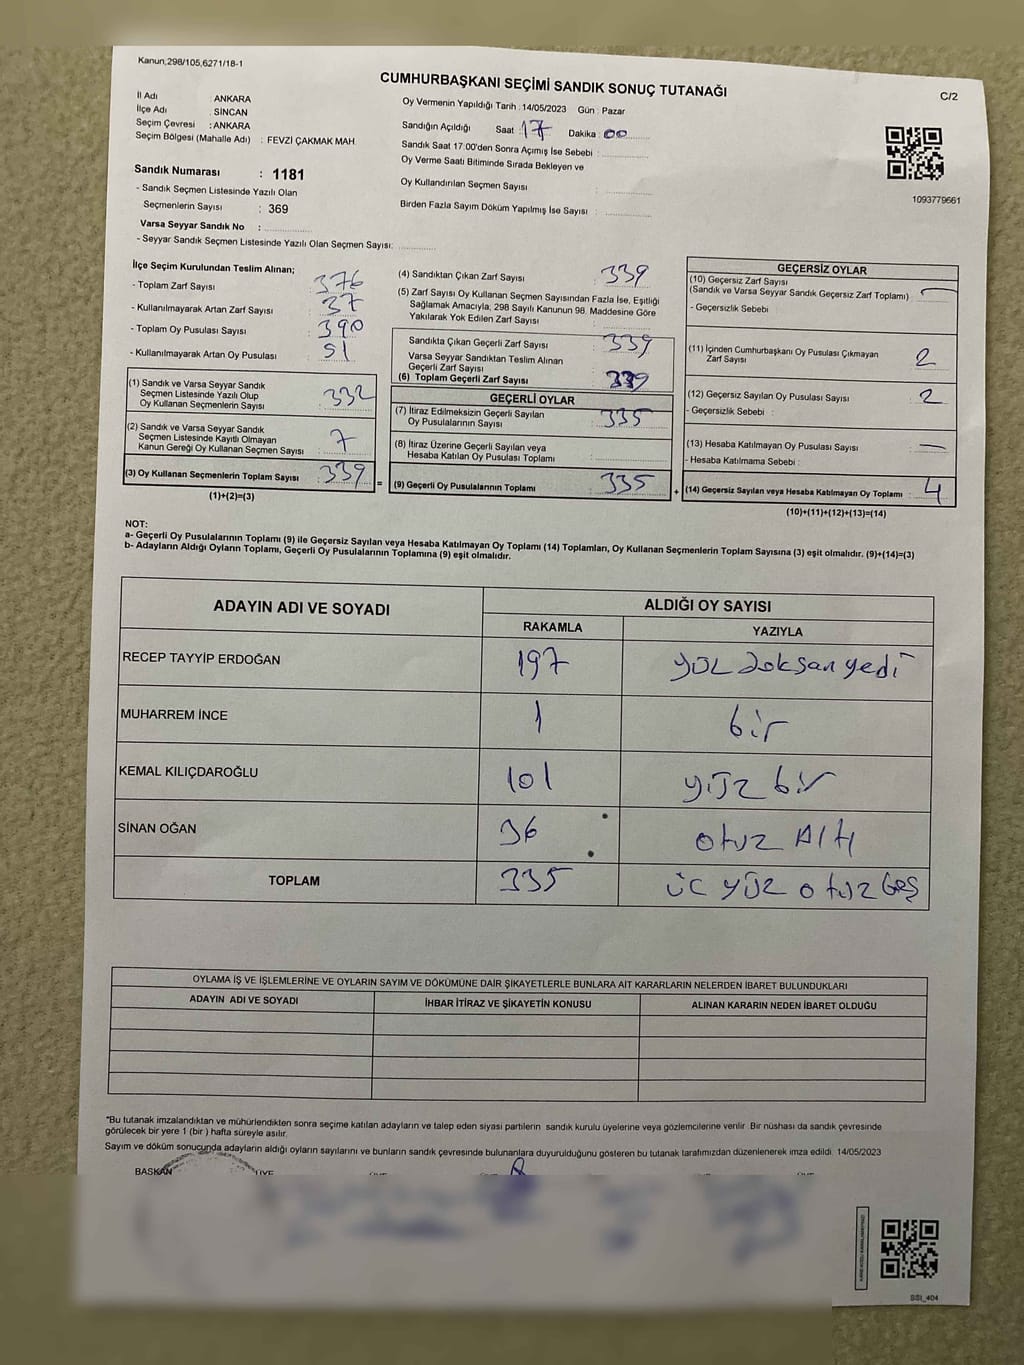 Kanun,298/105,6271/18-1
CUMHURBAŞKANI SEÇİMİ SANDIK SONUÇ TUTANAĞI
C/2
İl Adı : ANKARA
İlçe Adı : SİNCAN
Seçim Çevresi : ANKARA
Seçim Bölgesi (Mahalle Adı) : FEVZİ ÇAKMAK MAH
Sandık Numarası : 1181
- Sandık Seçmen Listesinde Yazılı Olan
Seçmenlerin Sayısı : 369
Varsa Seyyar Sandık No :
- Seyyar Sandık Seçmen Listesinde Yazılı Olan Seçmen Sayısı:
Oy Vermenin Yapıldığı Tarih : 14/05/2023 Gün : Pazar
Sandığın Açıldığı Saat : 17 Dakika : 00
Sandık Saat 17:00'den Sonra Açımış İse Sebebi :
Oy Verme Saati Bitiminde Sırada Bekleyen ve
Oy Kullandırılan Seçmen Sayısı :
Birden Fazla Sayım Döküm Yapılmış İse Sayısı :
1093779661
İlçe Seçim Kurulundan Teslim Alınan;
- Toplam Zarf Sayısı : 376
- Kullanılmayarak Artan Zarf Sayısı : 37
- Toplam Oy Pusulası Sayısı : 390
- Kullanılmayarak Artan Oy Pusulası : 51
(1) Sandık ve Varsa Seyyar Sandık
Seçmen Listesinde Yazılı Olup
Oy Kullanan Seçmenlerin Sayısı : 332
(2) Sandık ve Varsa Seyyar Sandık
Seçmen Listesinde Kayıtlı Olmayan
Kanun Gereği Oy Kullanan Seçmen Sayısı : 7
(3) Oy Kullanan Seçmenlerin Toplam Sayısı : 339
(1)+(2)=(3)
=
(4) Sandıktan Çıkan Zarf Sayısı : 339
(5) Zarf Sayısı Oy Kullanan Seçmen Sayısından Fazla İse, Eşitliği
Sağlamak Amacıyla, 298 Sayılı Kanunun 98. Maddesine Göre
Yakılarak Yok Edilen Zarf Sayısı :
Sandıkta Çıkan Geçerli Zarf Sayısı : 339
Varsa Seyyar Sandıktan Teslim Alınan
Geçerli Zarf Sayısı :
(6) Toplam Geçerli Zarf Sayısı : 339
GEÇERLİ OYLAR
(7) İtiraz Edilmeksizin Geçerli Sayılan
Oy Pusulalarının Sayısı : 335
(8) İtiraz Üzerine Geçerli Sayılan veya
Hesaba Katılan Oy Pusulası Toplamı :
(9) Geçerli Oy Pusulalarının Toplamı : 335
+
GEÇERSİZ OYLAR
(10) Geçersiz Zarf Sayısı
(Sandık ve Varsa Seyyar Sandık Geçersiz Zarf Toplamı) : —
- Geçersizlik Sebebi :
(11) İçinden Cumhurbaşkanı Oy Pusulası Çıkmayan
Zarf Sayısı : 2
(12) Geçersiz Sayılan Oy Pusulası Sayısı : 2
- Geçersizlik Sebebi :
(13) Hesaba Katılmayan Oy Pusulası Sayısı : —
- Hesaba Katılmama Sebebi :
(14) Geçersiz Sayılan veya Hesaba Katılmayan Oy Toplamı : 4
(10)+(11)+(12)+(13)=(14)
NOT:
a- Geçerli Oy Pusulalarının Toplamı (9) ile Geçersiz Sayılan veya Hesaba Katılmayan Oy Toplamı (14) Toplamları, Oy Kullanan Seçmenlerin Toplam Sayısına (3) eşit olmalıdır. (9)+(14)=(3)
b- Adayların Aldığı Oyların Toplamı, Geçerli Oy Pusulalarının Toplamına (9) eşit olmalıdır.
ADAYIN ADI VE SOYADI ALDIĞI OY SAYISI
RAKAMLA YAZIYLA
RECEP TAYYİP ERDOĞAN 197 yüz doksan yedi
MUHARREM İNCE 1 bir
KEMAL KILIÇDAROĞLU 101 yüz bir
SİNAN OĞAN 36 otuz Altı
TOPLAM 335 üç yüz otuz beş
OYLAMA İŞ VE İŞLEMLERİNE VE OYLARIN SAYIM VE DÖKÜMÜNE DAİR ŞİKAYETLERLE BUNLARA AİT KARARLARIN NELERDEN İBARET BULUNDUKLARI
ADAYIN ADI VE SOYADI İHBAR İTİRAZ VE ŞİKAYETİN KONUSU ALINAN KARARIN NEDEN İBARET OLDUĞU
*Bu tutanak imzalandıktan ve mühürlendikten sonra seçime katılan adayların ve talep eden siyasi partilerin sandık kurulu üyelerine veya gözlemcilerine verilir. Bir nüshası da sandık çevresinde
görülecek bir yere 1 (bir ) hafta süreyle asılır.
Sayım ve döküm sonucunda adayların aldığı oyların sayılarını ve bunların sandık çevresinde bulunanlara duyurulduğunu gösteren bu tutanak tarafımızdan düzenlenerek imza edildi. 14/05/2023
BAŞKAN
SSI_404